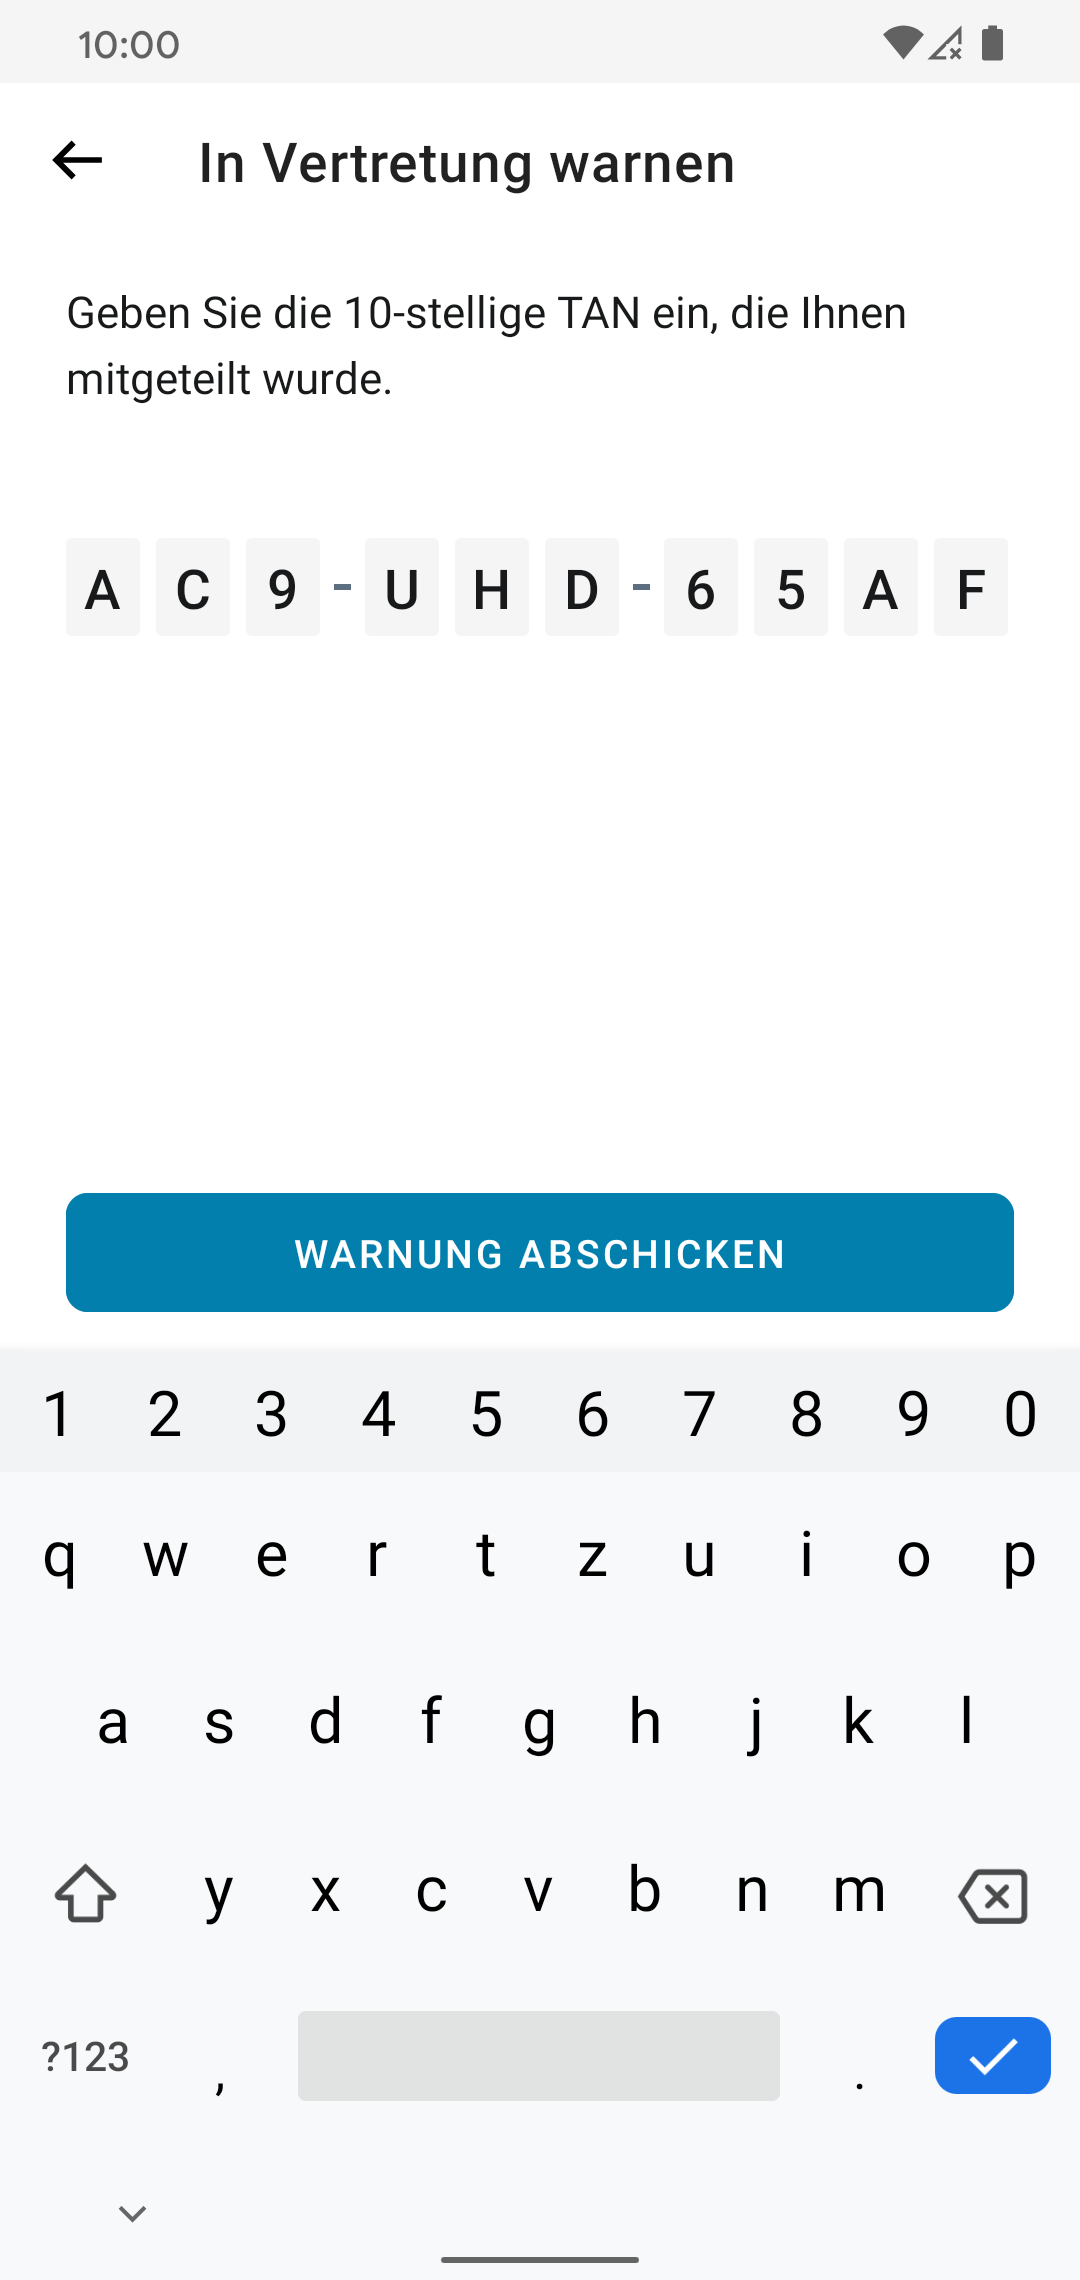 10:00
In Vertretung warnen
Geben Sie die 10-stellige TAN ein, die Ihnen
mitgeteilt wurde.
A C 9 - U H D - 6 5 A F
WARNUNG ABSCHICKEN
1 2 3 4 5 6 7 8 9 0
q w e r t z u i o p
a s d f g h j k l
y x c v b n m
?123 , .